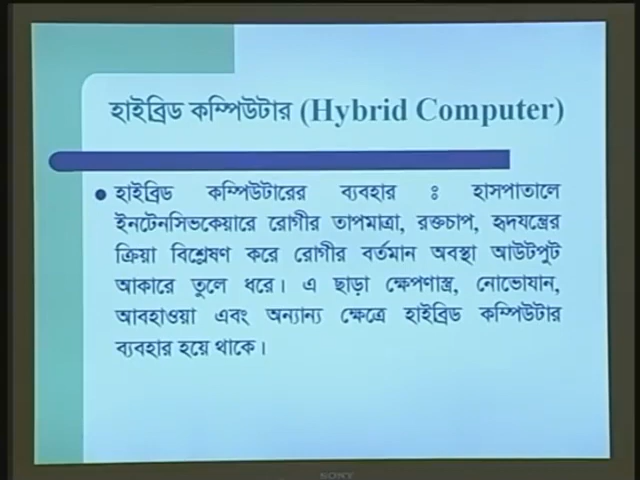 হাইব্রিড কম্পিউটার (Hybrid Computer)
হাইব্রিড কম্পিউটারের ব্যবহার ঃ হাসপাতালে
ইনটেনসিভকেয়ারে রোগীর তাপমাত্রা, রক্তচাপ, হৃদযন্ত্রের
ক্রিয়া বিশ্লেষণ করে রোগীর বর্তমান অবস্থা আউটপুট
আকারে তুলে ধরে। এ ছাড়া ক্ষেপণাস্ত্র, নোভোযান,
আবহাওয়া এবং অন্যান্য ক্ষেত্রে হাইব্রিড কম্পিউটার
ব্যবহার হয়ে থাকে।
SONY